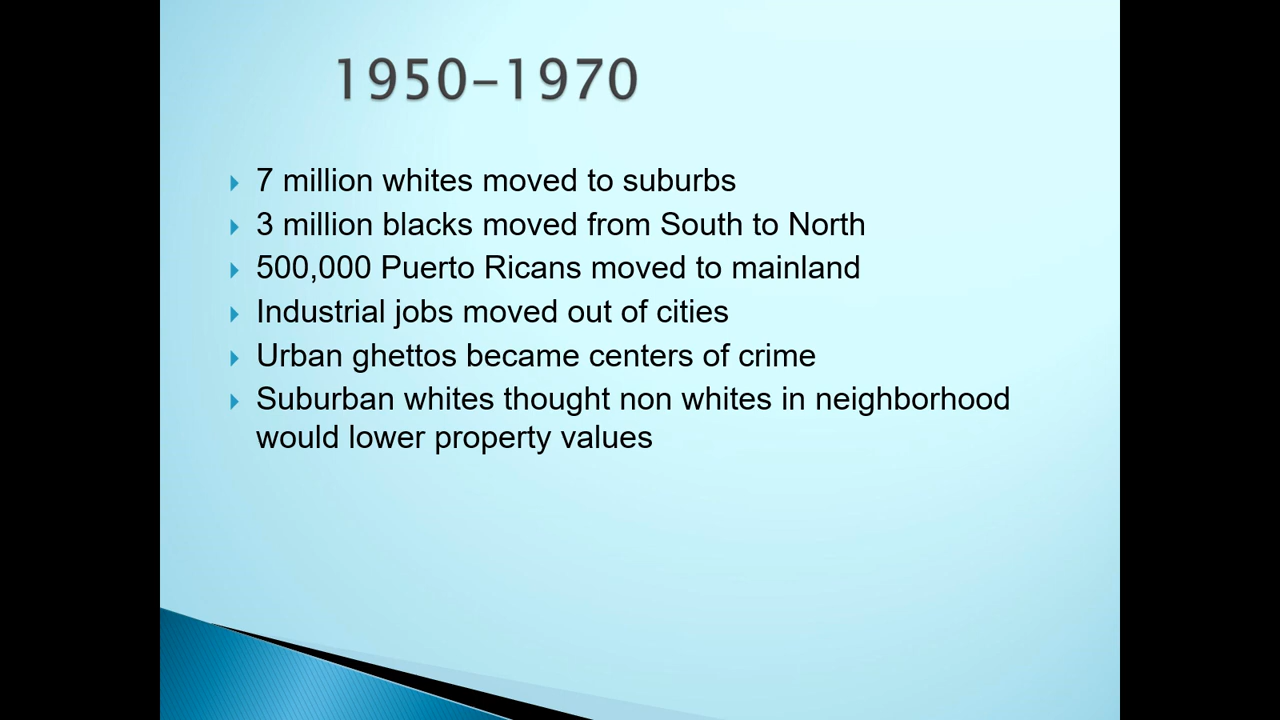 1950-1970
7 million whites moved to suburbs
3 million blacks moved from South to North
500,000 Puerto Ricans moved to mainland
Industrial jobs moved out of cities
Urban ghettos became centers of crime
Suburban whites thought non whites in neighborhood
would lower property values